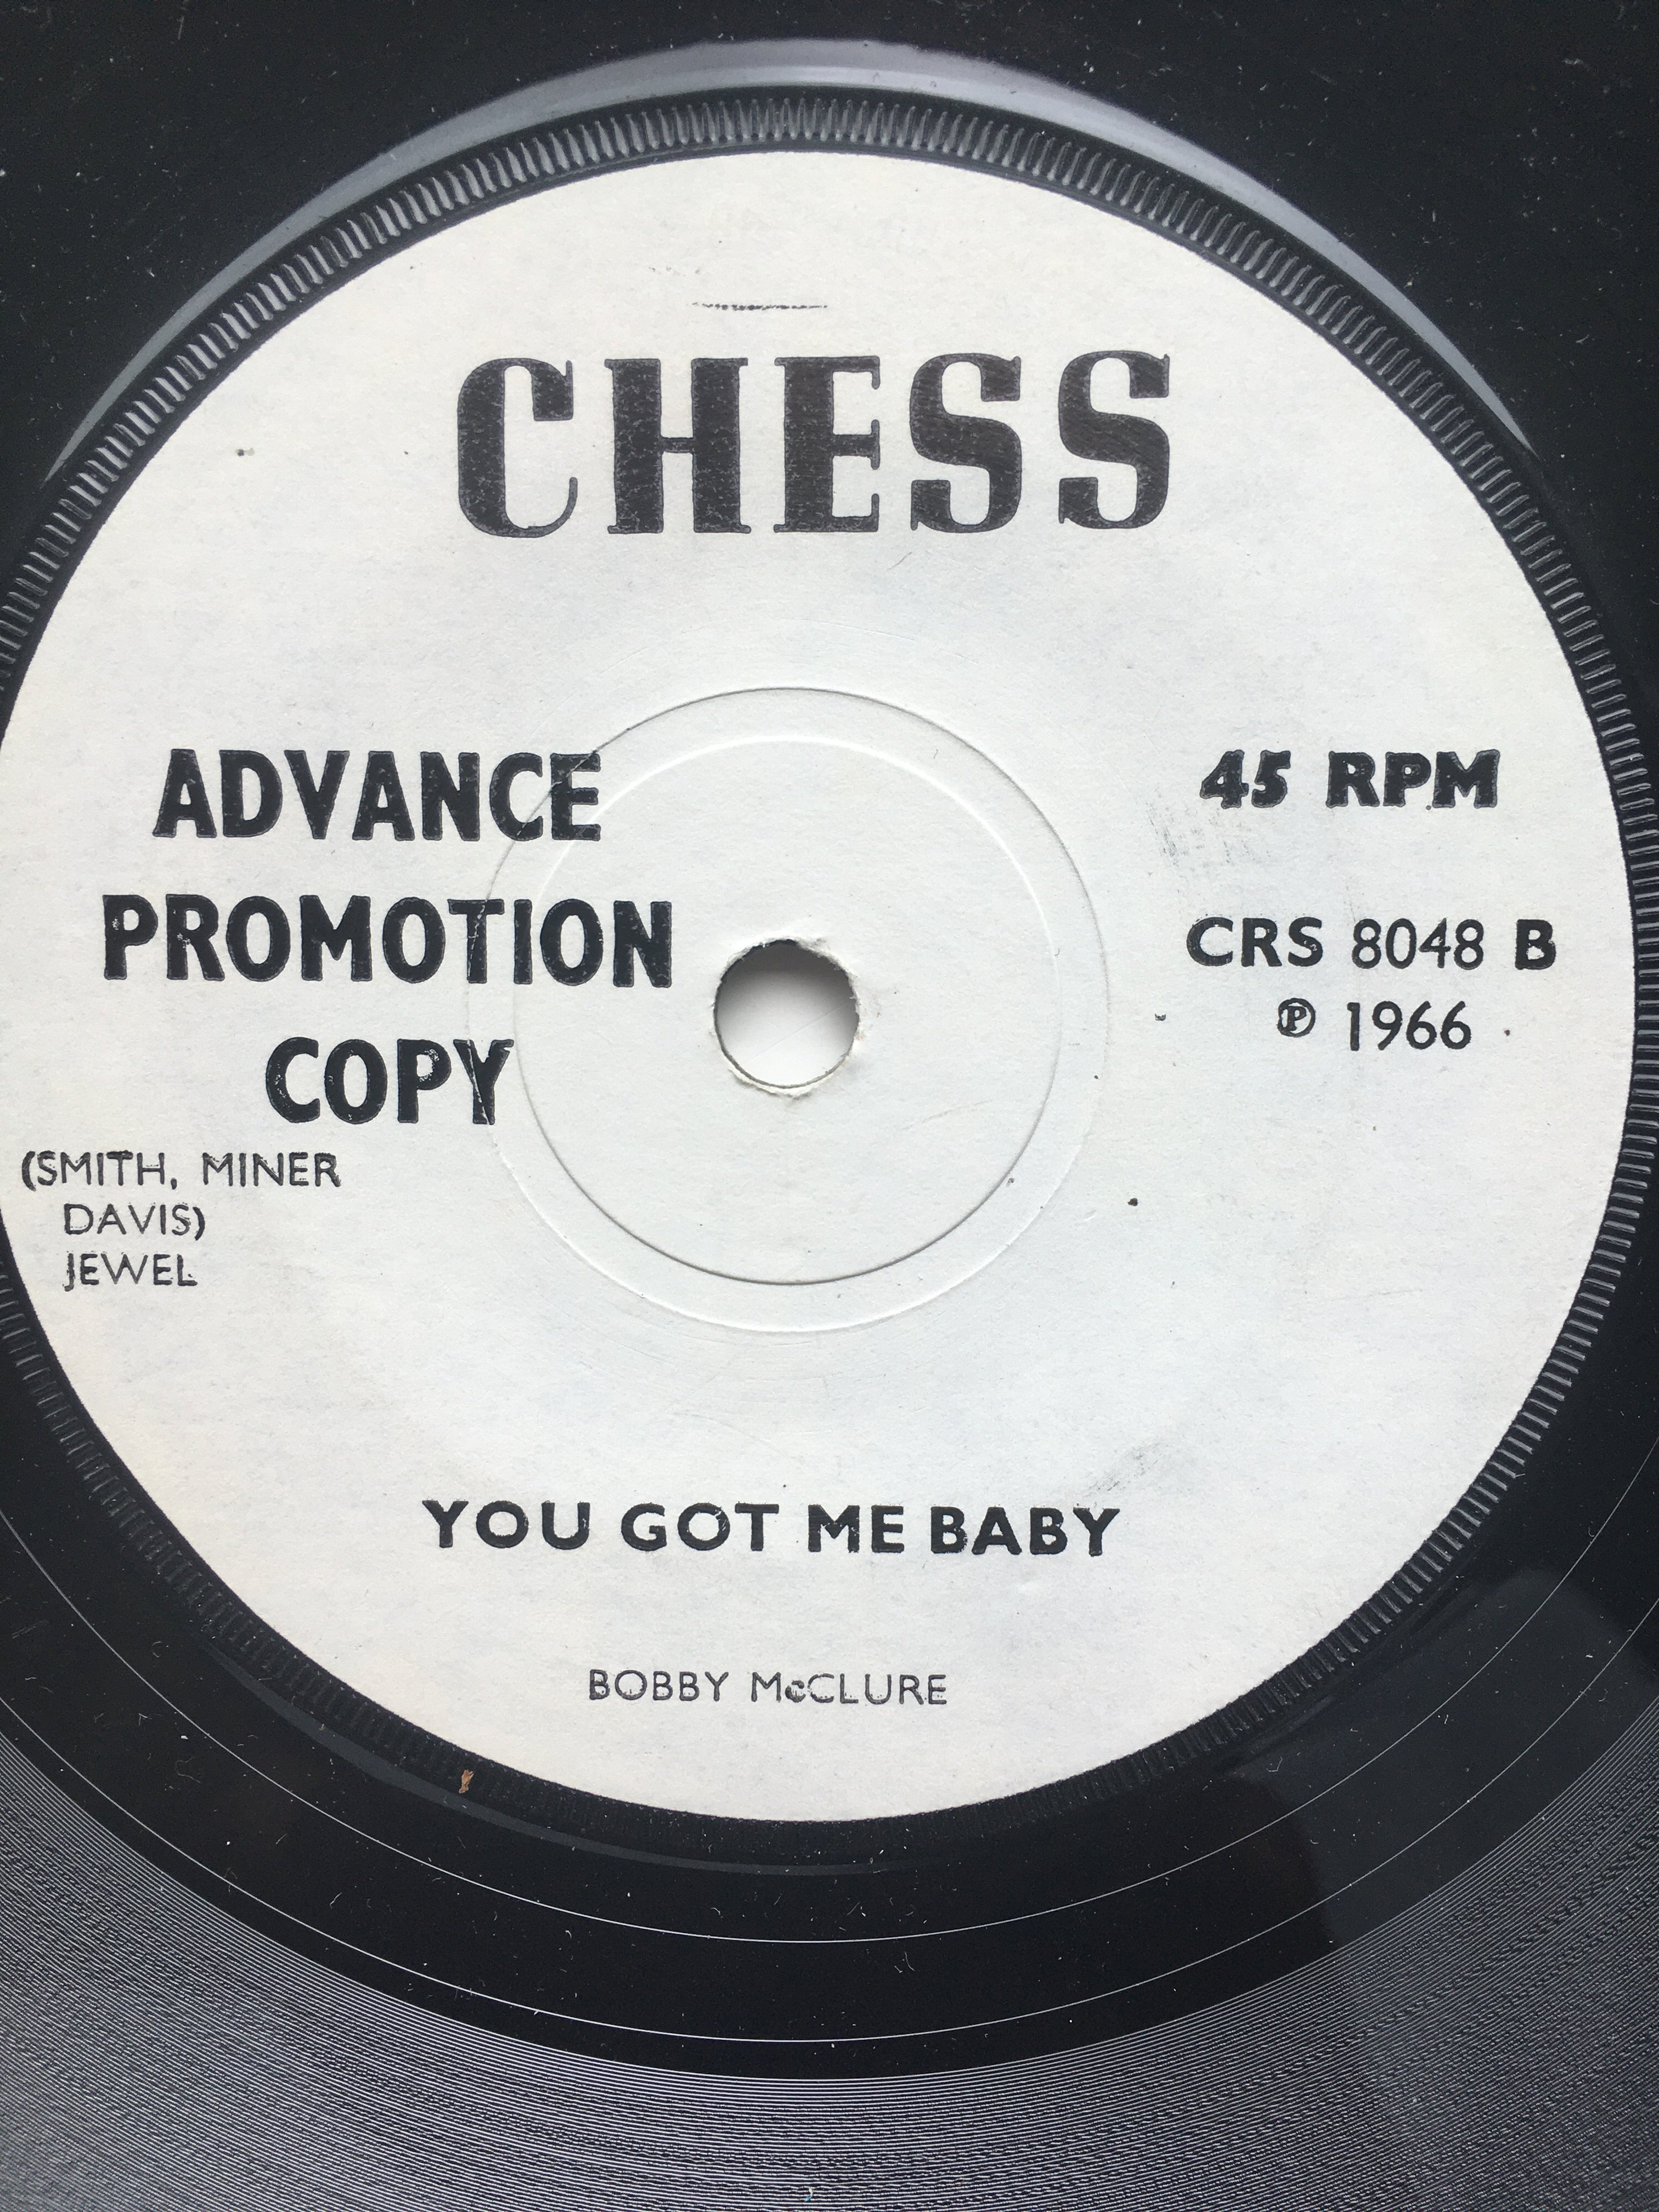 CHESS
ADVANCE
PROMOTION
COPY
(SMITH, MINER
DAVIS)
JEWEL
45 RPM
CRS 8048 B
℗ 1966
YOU GOT ME BABY
BOBBY McCLURE